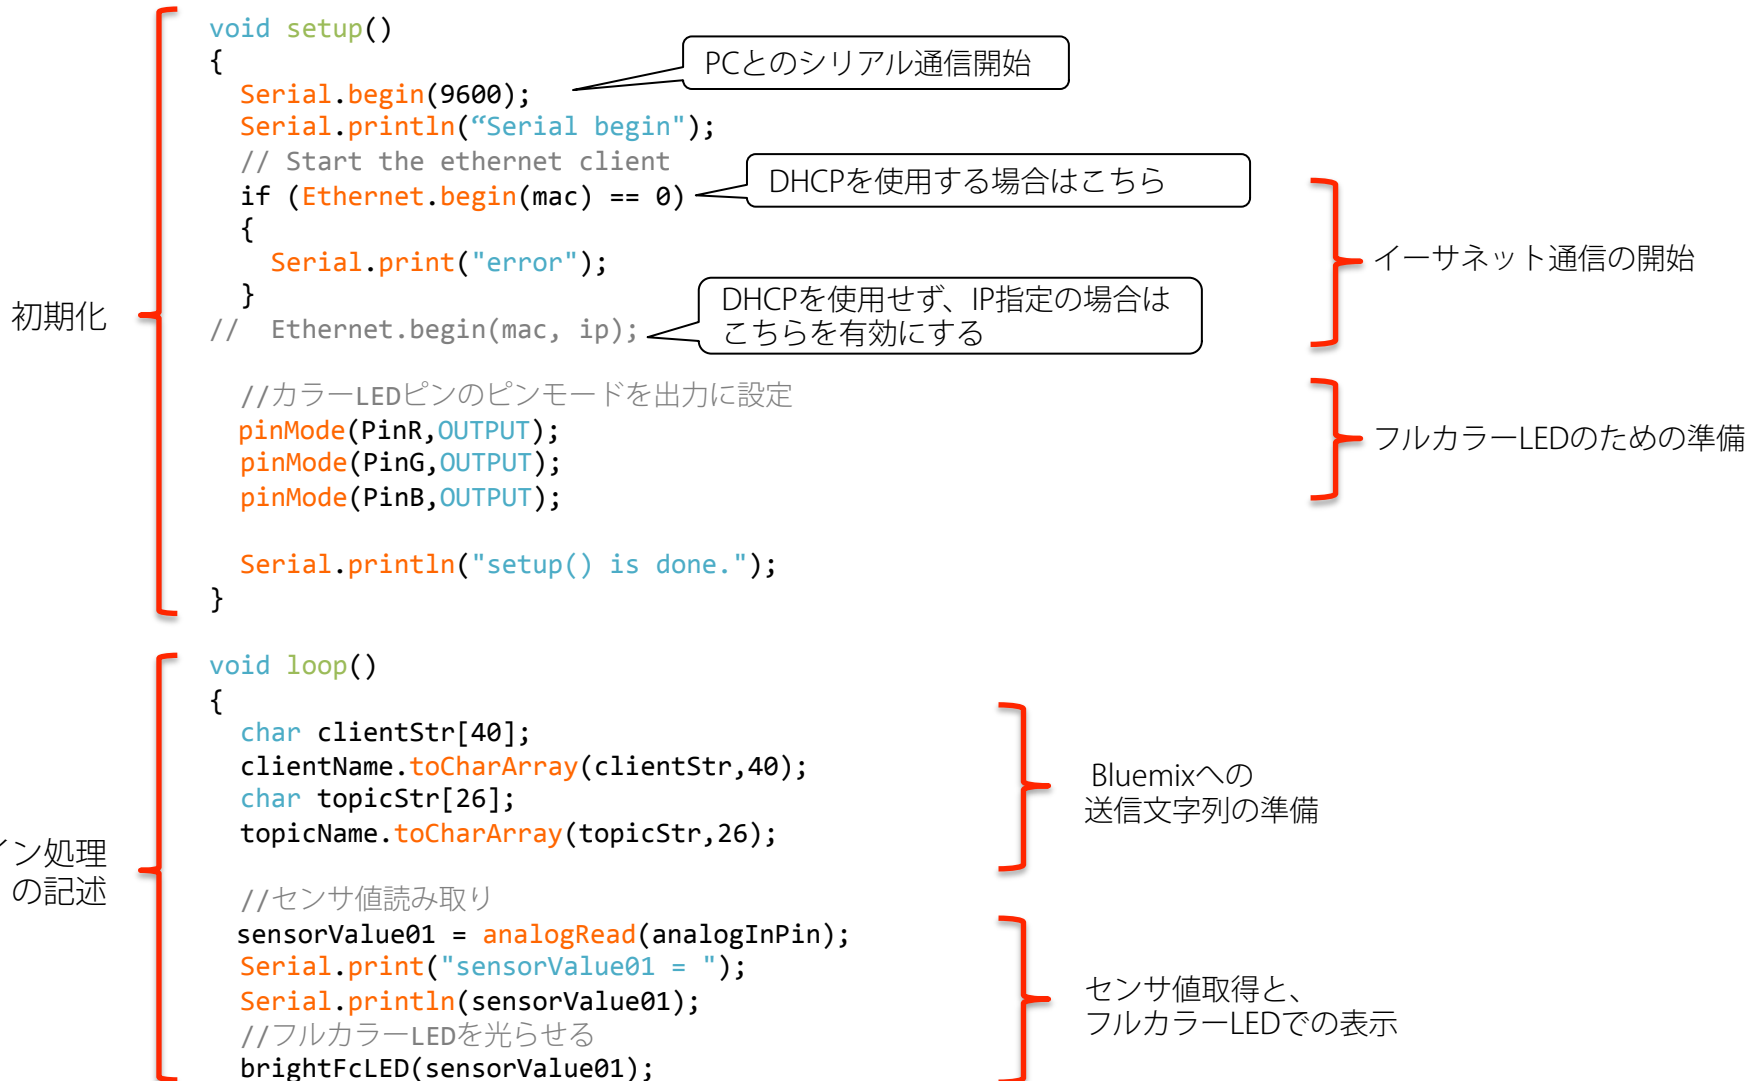 void setup()
{
PCとのシリアル通信開始
Serial.begin(9600);
Serial.println(“Serial begin");
// Start the ethernet client
DHCPを使用する場合はこちら
if (Ethernet.begin(mac) == 0)
{
Serial.print("error");
}
イーサネット通信の開始
DHCPを使用せず、IP指定の場合は
こちらを有効にする
初期化
// Ethernet.begin(mac, ip);
//カラーLEDピンのピンモードを出力に設定
pinMode(PinR,OUTPUT);
pinMode(PinG,OUTPUT);
pinMode(PinB,OUTPUT);
フルカラーLEDのための準備
Serial.println("setup() is done.");
}
void loop()
{
char clientStr[40];
clientName.toCharArray(clientStr,40);
char topicStr[26];
topicName.toCharArray(topicStr,26);
Bluemixへの
送信文字列の準備
イン処理
の記述
//センサ値読み取り
sensorValue01 = analogRead(analogInPin);
Serial.print("sensorValue01 = ");
Serial.println(sensorValue01);
//フルカラーLEDを光らせる
brightFcLED(sensorValue01);
センサ値取得と、
フルカラーLEDでの表示